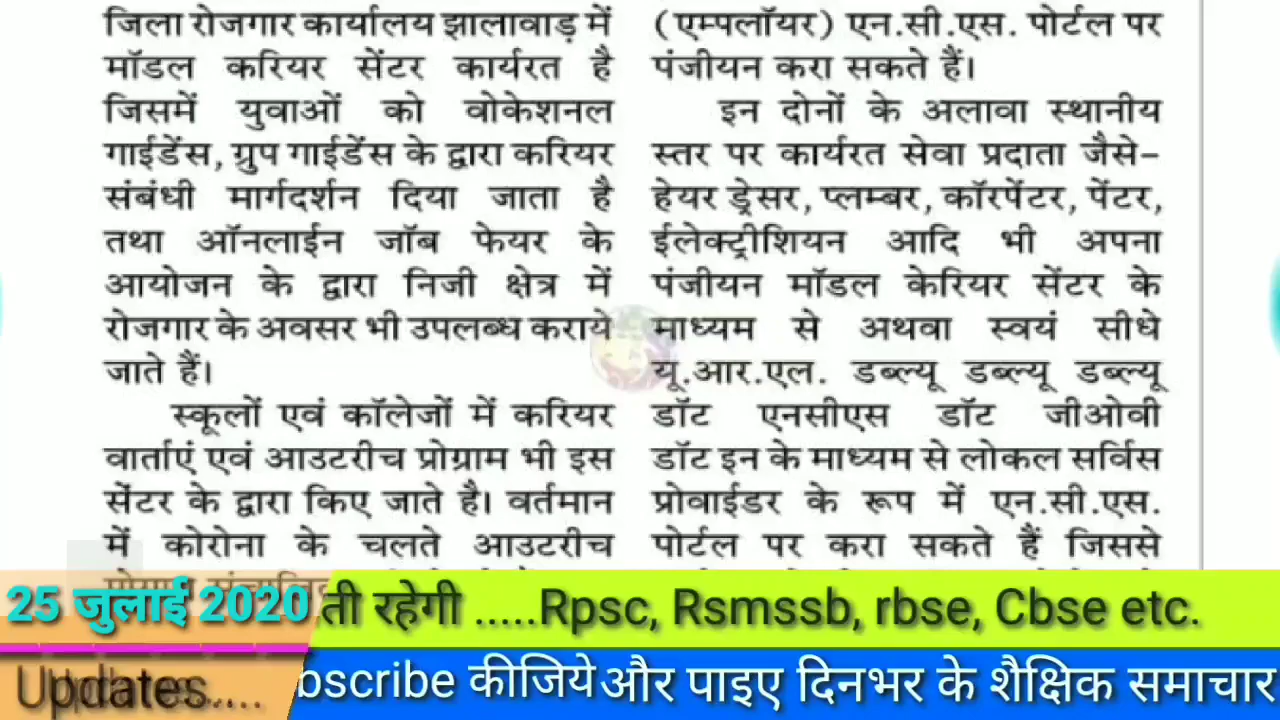 जिला रोजगार कार्यालय झालावाड़ में
मॉडल करियर सेंटर कार्यरत है
जिसमें युवाओं को वोकेशनल
गाईडेंस, ग्रुप गाईडेंस के द्वारा करियर
संबंधी मार्गदर्शन दिया जाता है
तथा ऑनलाईन जॉब फेयर के
आयोजन के द्वारा निजी क्षेत्र में
रोजगार के अवसर भी उपलब्ध कराये
जाते हैं।
स्कूलों एवं कॉलेजों में करियर
वार्ताएं एवं आउटरीच प्रोग्राम भी इस
सेंटर के द्वारा किए जाते है। वर्तमान
में कोरोना के चलते आउटरीच
(एम्पलॉयर) एन.सी.एस. पोर्टल पर
पंजीयन करा सकते हैं।
इन दोनों के अलावा स्थानीय
स्तर पर कार्यरत सेवा प्रदाता जैसे-
हेयर ड्रेसर, प्लम्बर, कॉरपेंटर, पेंटर,
ईलेक्ट्रीशियन आदि भी अपना
पंजीयन मॉडल केरियर सेंटर के
माध्यम से अथवा स्वयं सीधे
यू.आर.एल. डब्ल्यू डब्ल्यू डब्ल्यू
डॉट एनसीएस डॉट जीओवी
डॉट इन के माध्यम से लोकल सर्विस
प्रोवाईडर के रूप में एन.सी.एस.
पोर्टल पर करा सकते हैं जिससे
25 जुलाई 2020 ती रहेगी .....Rpsc, Rsmssb, rbse, Cbse etc.
Updates.... bscribe कीजिये और पाइए दिनभर के शैक्षिक समाचार